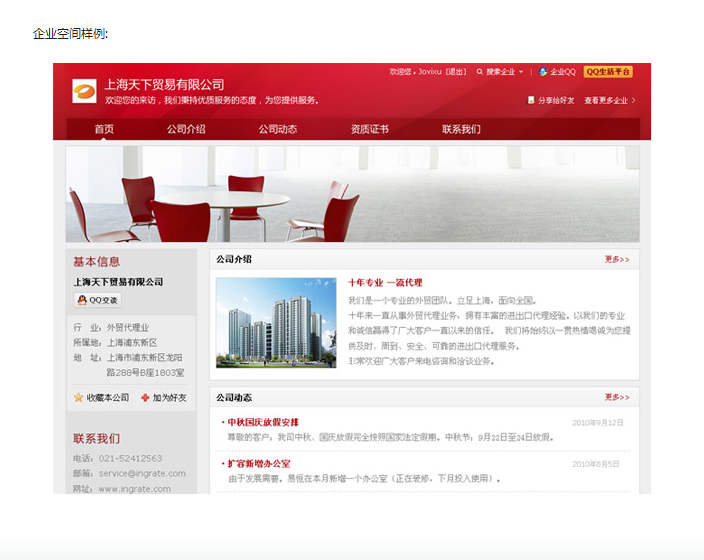 企业空间样例:
欢迎您，Jovixu [退出] 搜索企业 | 企业QQ QQ生活平台
上海天下贸易有限公司
欢迎您的来访，我们秉持优质服务的态度，为您提供服务。
分享给好友 查看更多企业 >
首页 公司介绍 公司动态 资质证书 联系我们
基本信息
上海天下贸易有限公司
QQ交谈
行 业：外贸代理业
所属地：上海浦东新区
地 址：上海市浦东新区龙阳
路288号B座1803室
收藏本公司 加为好友
联系我们
电话：021-52412563
邮箱：service@ingrate.com
网址：www.ingrate.com
公司介绍 更多>>
十年专业 一流代理
我们是一个专业的外贸团队。立足上海，面向全国。
十年来一直从事外贸代理业务，拥有丰富的进出口代理经验。以我们的专业
和诚信赢得了广大客户一直以来的信任。 我们将始终以一贯热情竭诚为您提
供及时、周到、安全、可靠的进出口代理服务。
非常欢迎广大客户来电咨询和洽谈业务。
公司动态 更多>>
· 中秋国庆放假安排 2010年9月12日
尊敬的客户：我司中秋、国庆放假完全按照国家法定假期。中秋节：9月22日至24日放假。
· 扩容新增办公室 2010年8月5日
由于发展需要。易恒在本月新增一个办公室（正在装修，下月投入使用）。